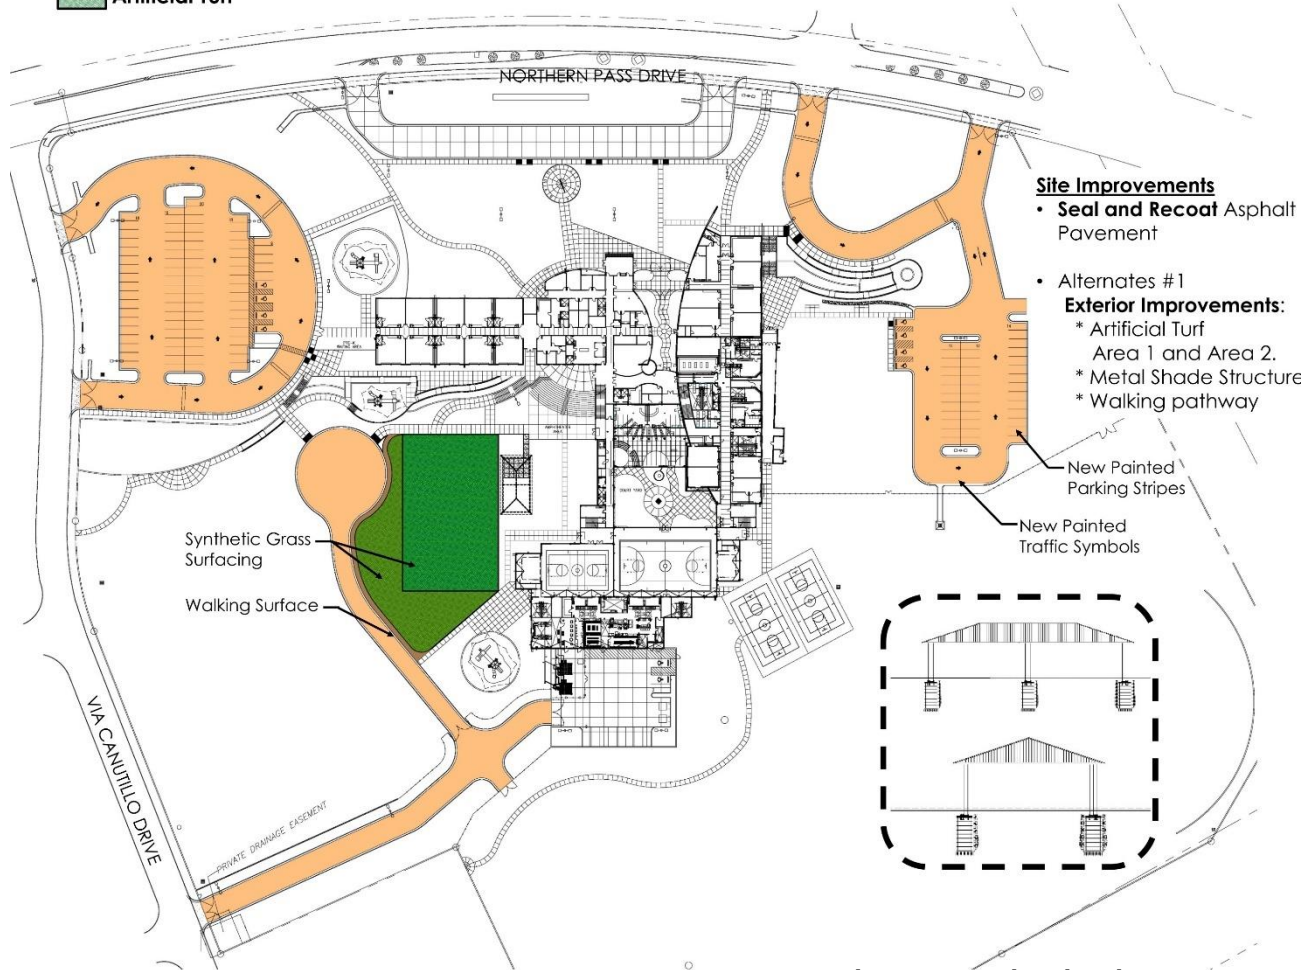 Artificial Turf
NORTHERN PASS DRIVE
Site Improvements
• Seal and Recoat Asphalt
Pavement
• Alternates #1
Exterior Improvements:
* Artificial Turf
Area 1 and Area 2.
* Metal Shade Structure
* Walking pathway
New Painted
Parking Stripes
New Painted
Traffic Symbols
Synthetic Grass
Surfacing
Walking Surface
VIA CANUTILLO DRIVE
PRIVATE DRAINAGE EASEMENT